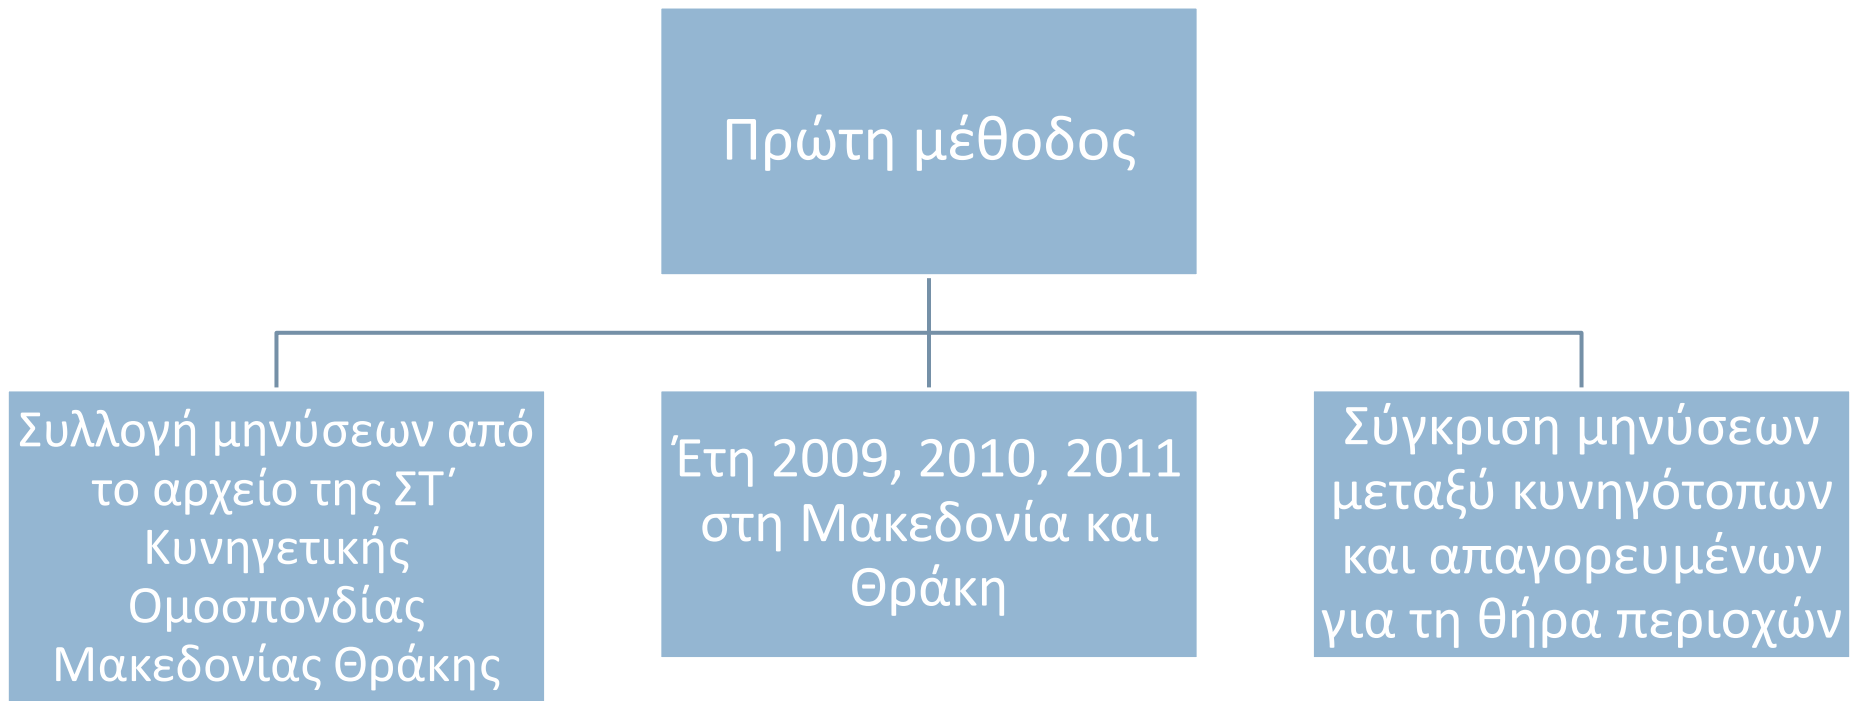 Πρώτη μέθοδος
Συλλογή μηνύσεων από
το αρχείο της ΣΤ΄
Κυνηγετικής
Ομοσπονδίας
Μακεδονίας Θράκης
Έτη 2009, 2010, 2011
στη Μακεδονία και
Θράκη
Σύγκριση μηνύσεων
μεταξύ κυνηγότοπων
και απαγορευμένων
για τη θήρα περιοχών